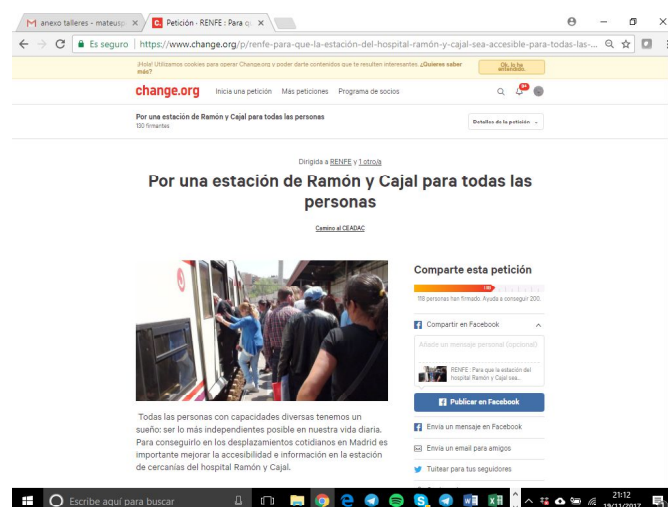 anexo talleres - mateus
Petición · RENFE : Para q
Es seguro | https://www.change.org/p/renfe-para-que-la-estación-del-hospital-ramón-y-cajal-sea-accesible-para-todas-las-...
¡Hola! Utilizamos cookies para operar Change.org y poder darte contenidos que te resulten interesantes. ¿Quieres saber
más?
Ok, lo he
entendido.
change.org Inicia una petición Más peticiones Programa de socios
9+
Por una estación de Ramón y Cajal para todas las personas
130 firmantes
Detalles de la petición
Dirigida a RENFE y 1 otro/a
Por una estación de Ramón y Cajal para todas las
personas
Camino al CEADAC
Comparte esta petición
118 personas han firmado. Ayuda a conseguir 200.
Compartir en Facebook
Añade un mensaje personal (opcional)
RENFE : Para que la estación del
hospital Ramón y Cajal sea...
Publicar en Facebook
Envía un mensaje en Facebook
Envía un email para amigos
Tuitear para tus seguidores
Todas las personas con capacidades diversas tenemos un
sueño: ser lo más independientes posible en nuestra vida diaria.
Para conseguirlo en los desplazamientos cotidianos en Madrid es
importante mejorar la accesibilidad e información en la estación
de cercanías del hospital Ramón y Cajal.
Escribe aquí para buscar
21:12
19/11/2017